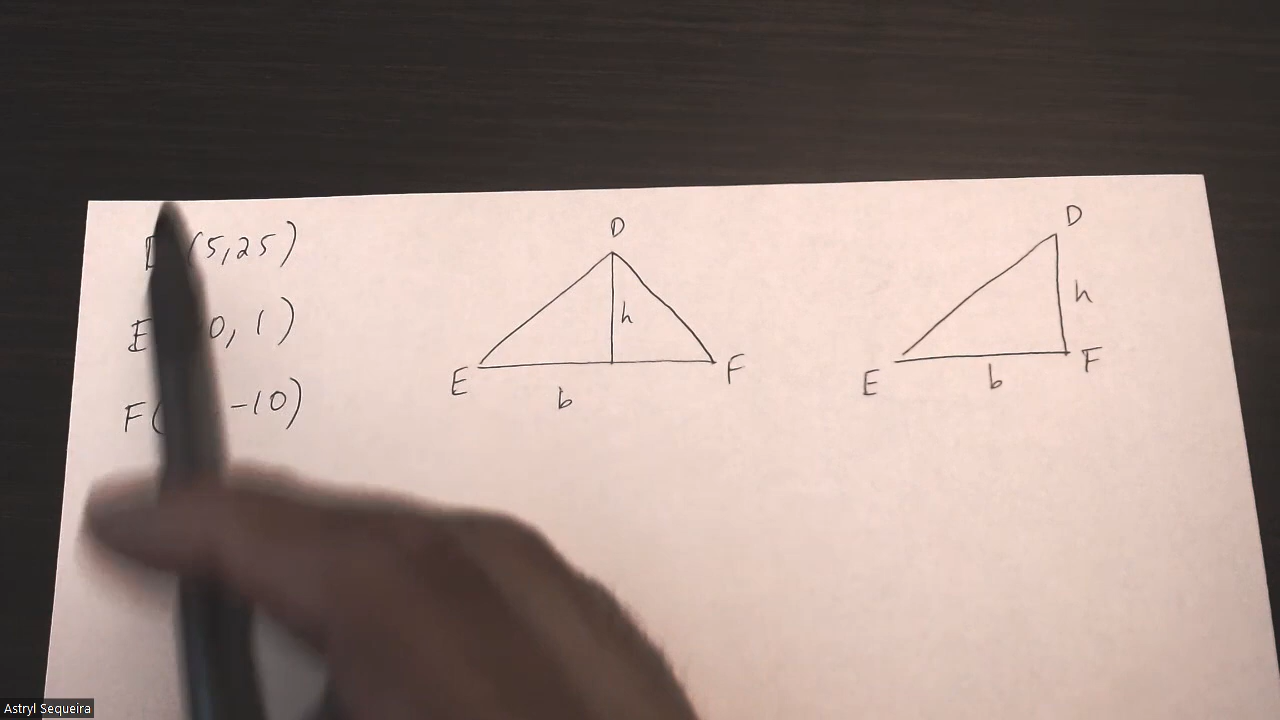 (5,25)
E 0, 1)
F( -10)
D
h
E
F
b
D
h
E
F
b
Astryl Sequeira